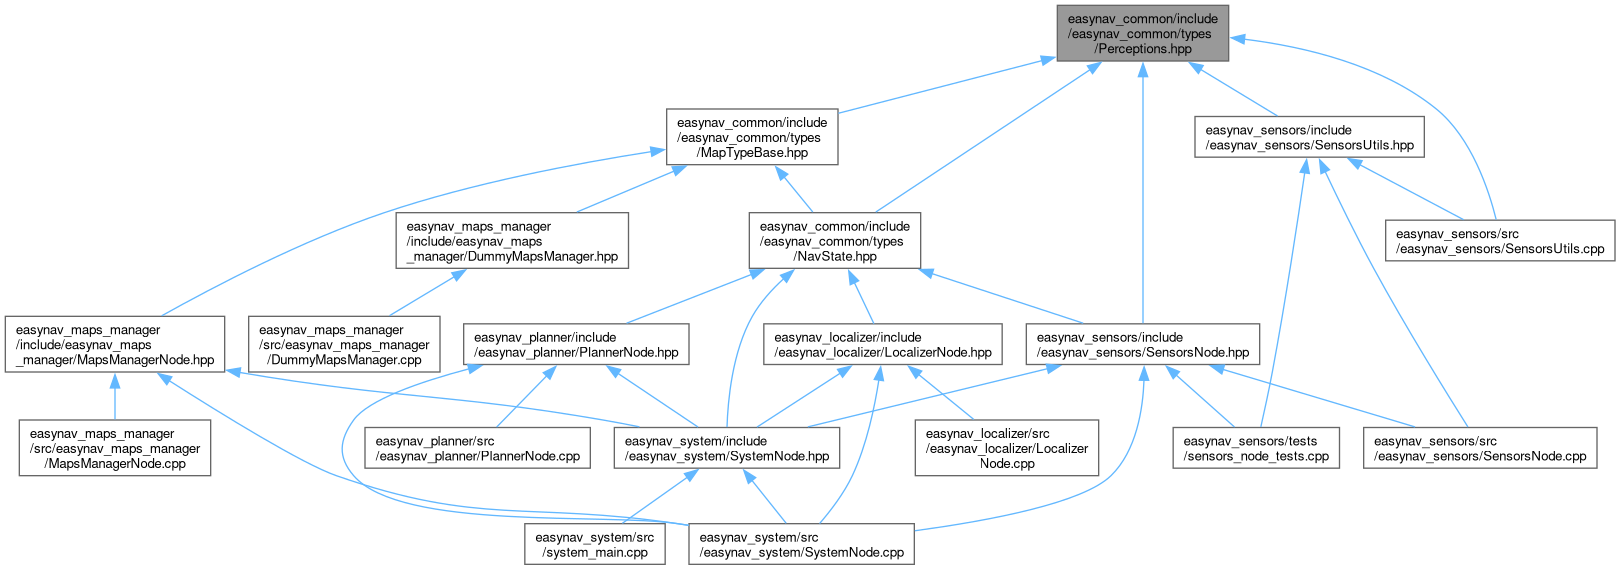 easynav_common/include
/easynav_common/types
/Perceptions.hpp
easynav_common/include
/easynav_common/types
/MapTypeBase.hpp
easynav_sensors/include
/easynav_sensors/SensorsUtils.hpp
easynav_maps_manager
/include/easynav_maps
_manager/DummyMapsManager.hpp
easynav_common/include
/easynav_common/types
/NavState.hpp
easynav_sensors/src
/easynav_sensors/SensorsUtils.cpp
easynav_maps_manager
/include/easynav_maps
_manager/MapsManagerNode.hpp
easynav_maps_manager
/src/easynav_maps_manager
/DummyMapsManager.cpp
easynav_planner/include
/easynav_planner/PlannerNode.hpp
easynav_localizer/include
/easynav_localizer/LocalizerNode.hpp
easynav_sensors/include
/easynav_sensors/SensorsNode.hpp
easynav_maps_manager
/src/easynav_maps_manager
/MapsManagerNode.cpp
easynav_planner/src
/easynav_planner/PlannerNode.cpp
easynav_system/include
/easynav_system/SystemNode.hpp
easynav_localizer/src
/easynav_localizer/Localizer
Node.cpp
easynav_sensors/tests
/sensors_node_tests.cpp
easynav_sensors/src
/easynav_sensors/SensorsNode.cpp
easynav_system/src
/system_main.cpp
easynav_system/src
/easynav_system/SystemNode.cpp